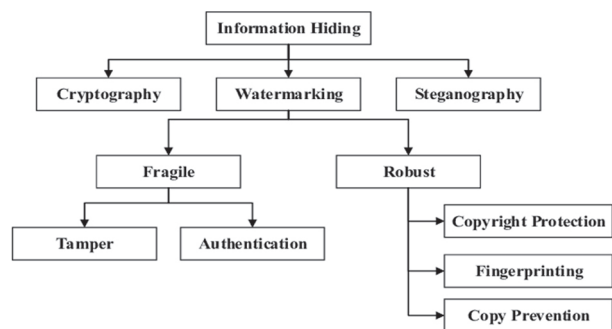 Information Hiding
Cryptography
Watermarking
Steganography
Fragile
Robust
Tamper
Authentication
Copyright Protection
Fingerprinting
Copy Prevention